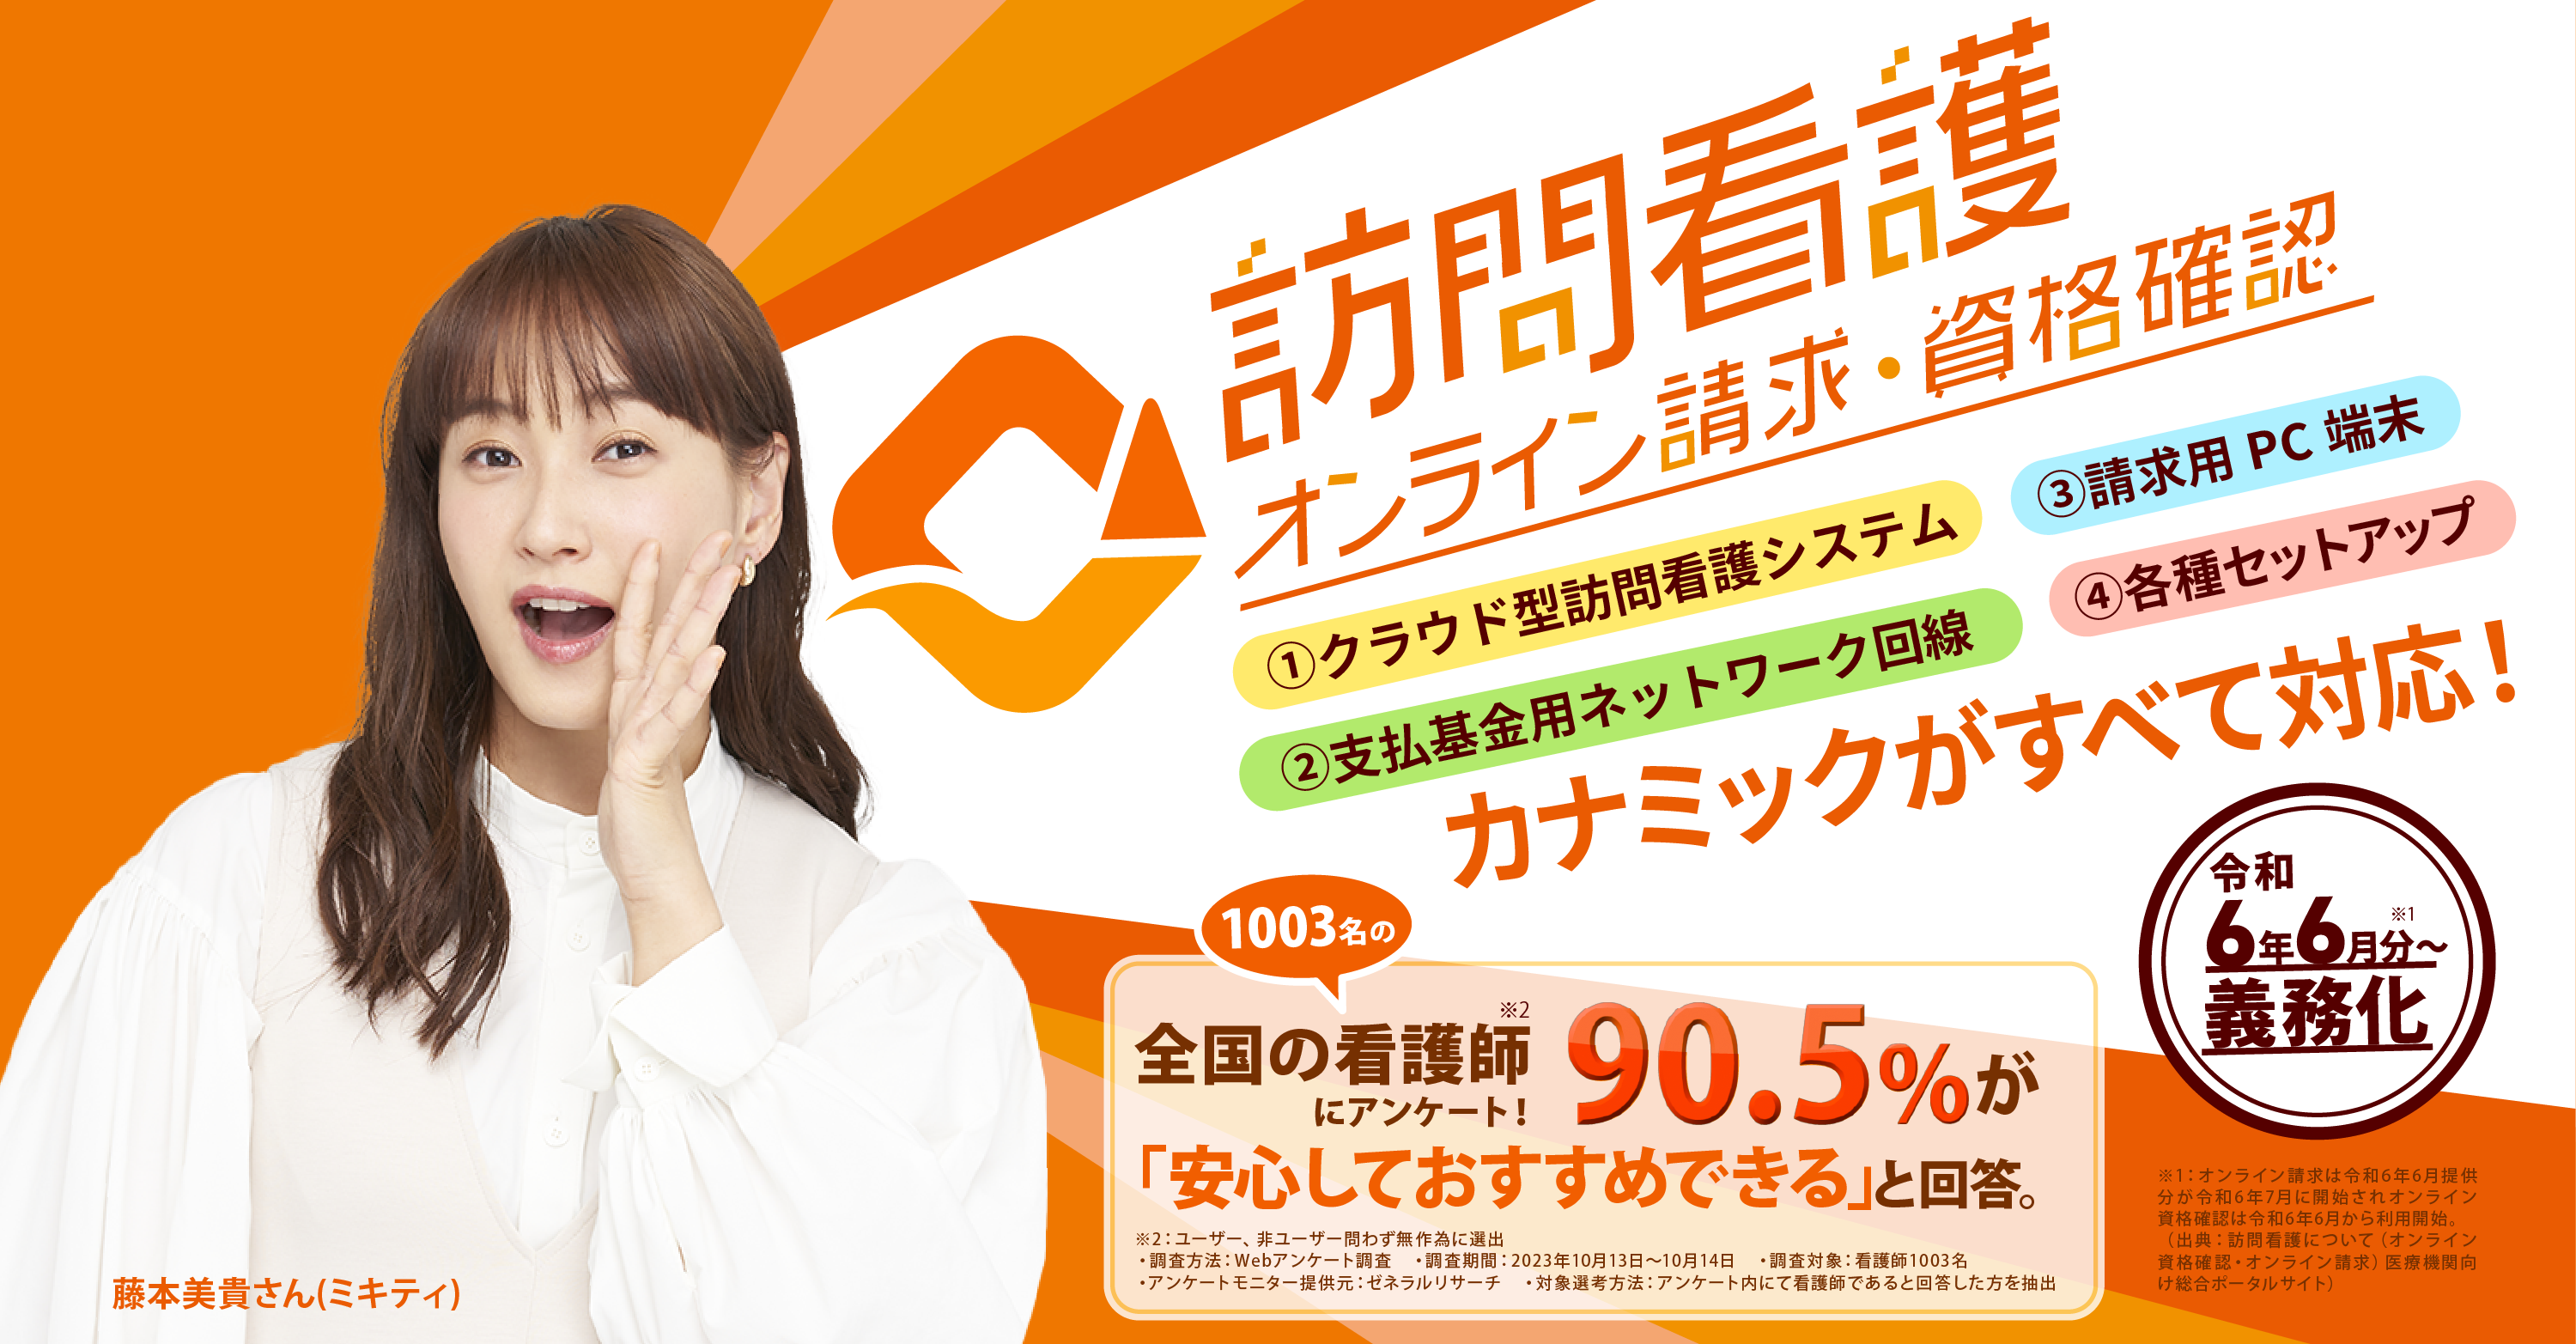 訪問看護
オンライン請求・資格確認
①クラウド型訪問看護システム
②支払基金用ネットワーク回線
③請求用 PC 端末
④各種セットアップ
カナミックがすべて対応！
令和
6年6月分～※1
義務化
1003名の
全国の看護師※2
にアンケート！
90.5%が
「安心しておすすめできる」と回答。
※2：ユーザー、非ユーザー問わず無作為に選出
・調査方法：Webアンケート調査　・調査期間：2023年10月13日～10月14日　・調査対象：看護師1003名
・アンケートモニター提供元：ゼネラルリサーチ　・対象選考方法：アンケート内にて看護師であると回答した方を抽出
※1：オンライン請求は令和6年6月提供
分が令和6年7月に開始されオンライン
資格確認は令和6年6月から利用開始。
（出典：訪問看護について（オンライン
資格確認・オンライン請求）医療機関向
け総合ポータルサイト）
藤本美貴さん(ミキティ)